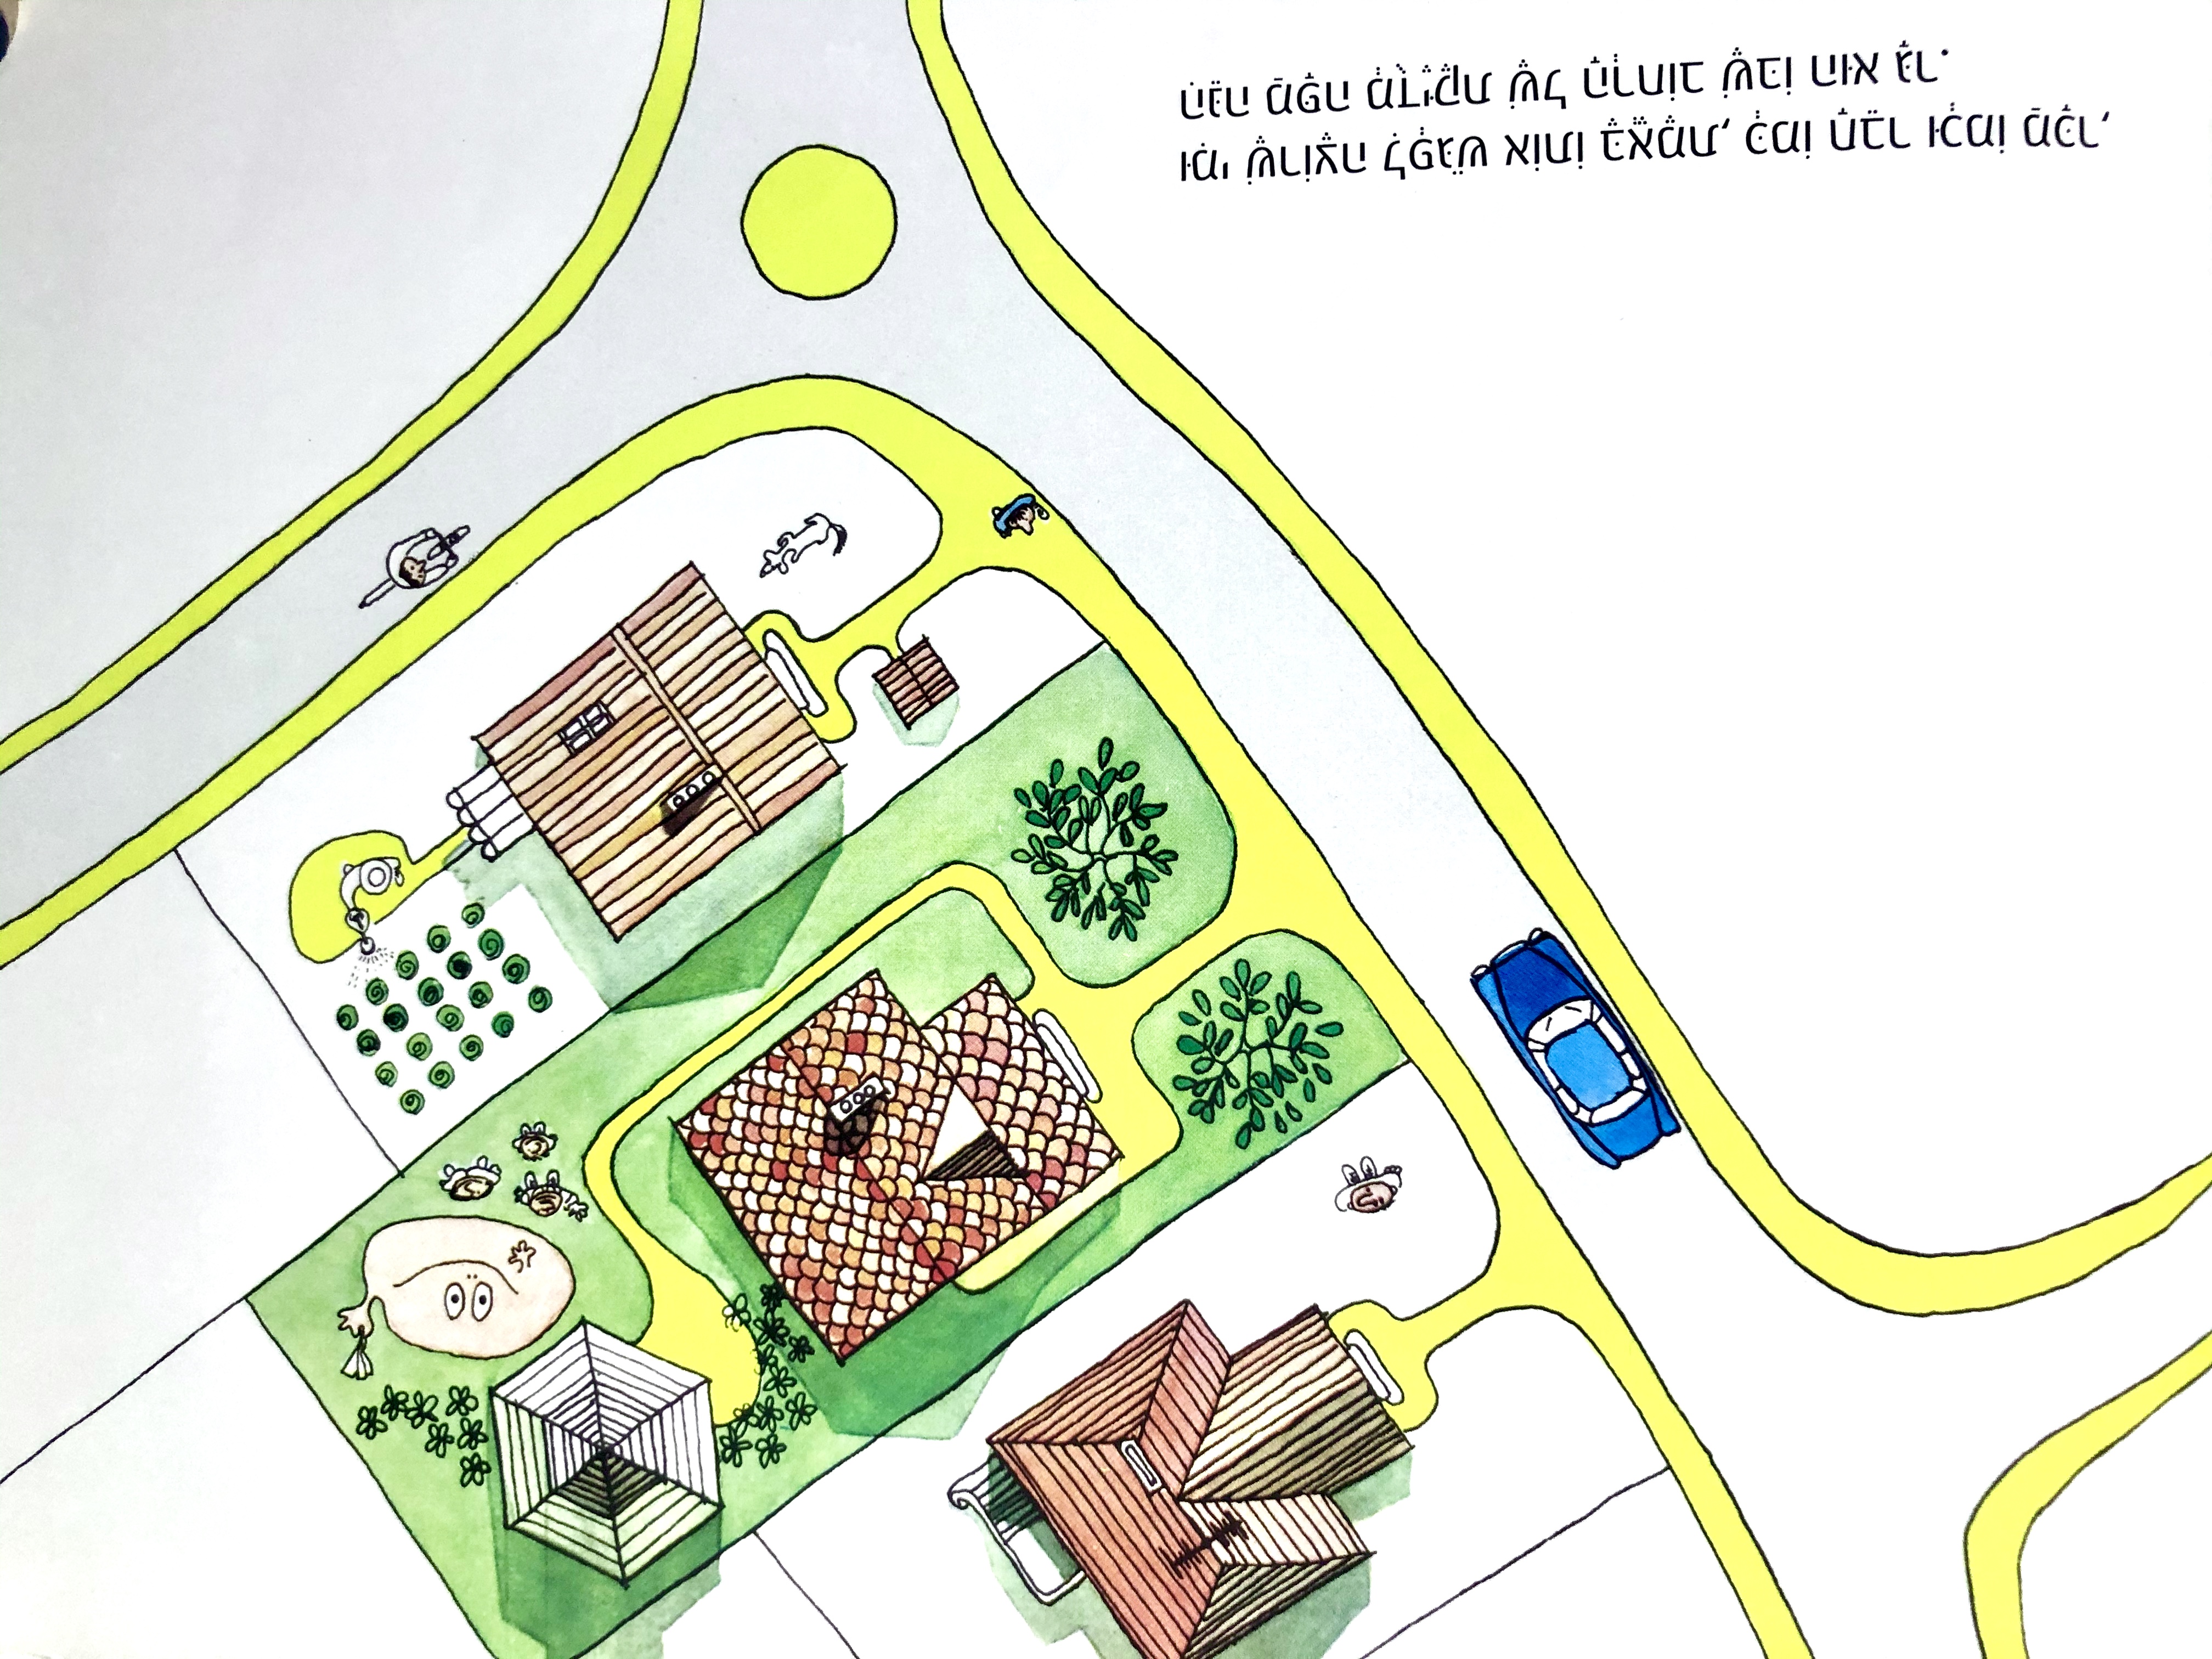 וּמִי שֶׁרוֹצֶה לִפְגֹּשׁ אוֹתוֹ בֶּאֱמֶת, כְּמוֹ חָבֵר וּכְמוֹ מַכָּר,
הִנֵּה מַפָּה מְדֻיֶּקֶת שֶׁל הָרְחוֹב שֶׁבּוֹ הוּא גָּר.